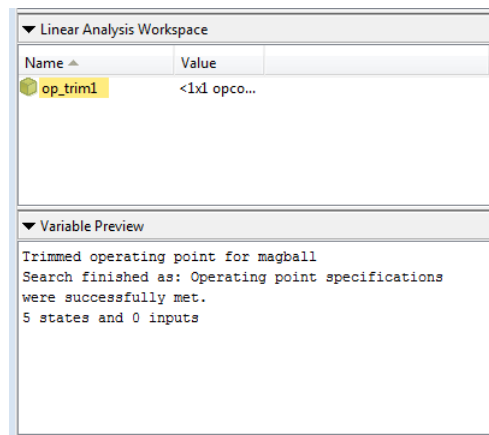 Linear Analysis Workspace
Name Value
op_trim1 <1x1 opco...
Variable Preview
Trimmed operating point for magball
Search finished as: Operating point specifications
were successfully met.
5 states and 0 inputs